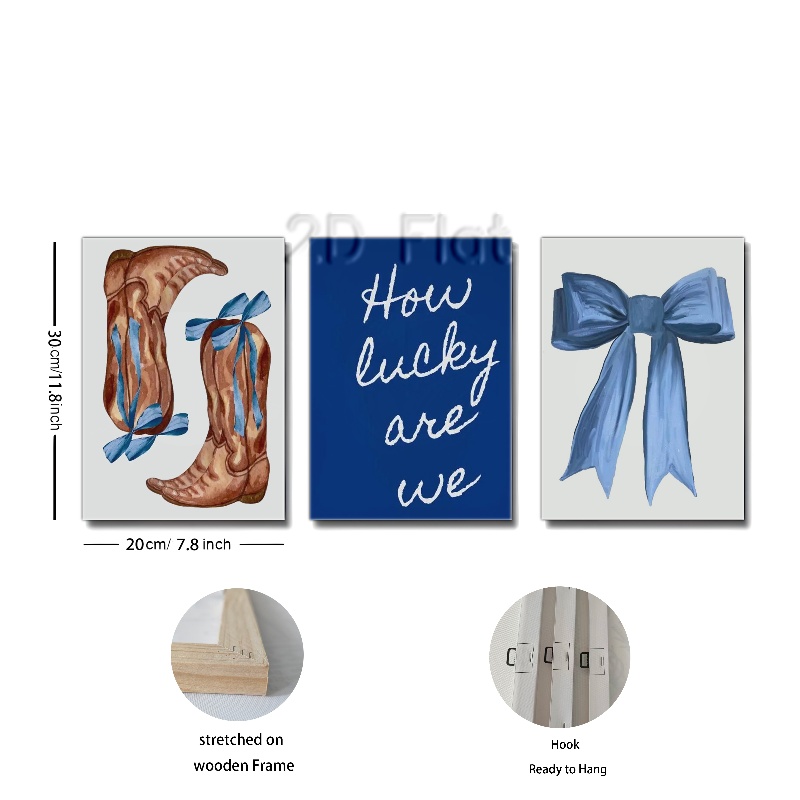 2D Flat
How
lucky
are
we
30cm/11.8inch
20cm/ 7.8 inch
stretched on
wooden Frame
Hook
Ready to Hang